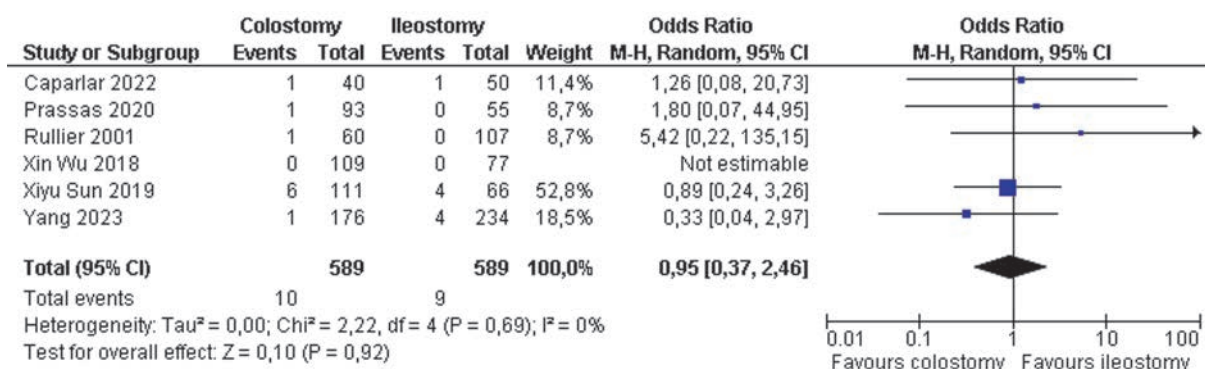 Colostomy Ileostomy Odds Ratio Odds Ratio
Study or Subgroup Events Total Events Total Weight M-H, Random, 95% CI M-H, Random, 95% CI
Caparlar 2022 1 40 1 50 11,4% 1,26 [0,08, 20,73]
Prassas 2020 1 93 0 55 8,7% 1,80 [0,07, 44,95]
Rullier 2001 1 60 0 107 8,7% 5,42 [0,22, 135,15]
Xin Wu 2018 0 109 0 77 Not estimable
Xiyu Sun 2019 6 111 4 66 52,8% 0,89 [0,24, 3,26]
Yang 2023 1 176 4 234 18,5% 0,33 [0,04, 2,97]
Total (95% CI) 589 589 100,0% 0,95 [0,37, 2,46]
Total events 10 9
Heterogeneity: Tau² = 0,00; Chi² = 2,22, df = 4 (P = 0,69); I² = 0%
Test for overall effect: Z = 0,10 (P = 0,92)
0.01 0.1 1 10 100
Favours colostomy Favours ileostomy